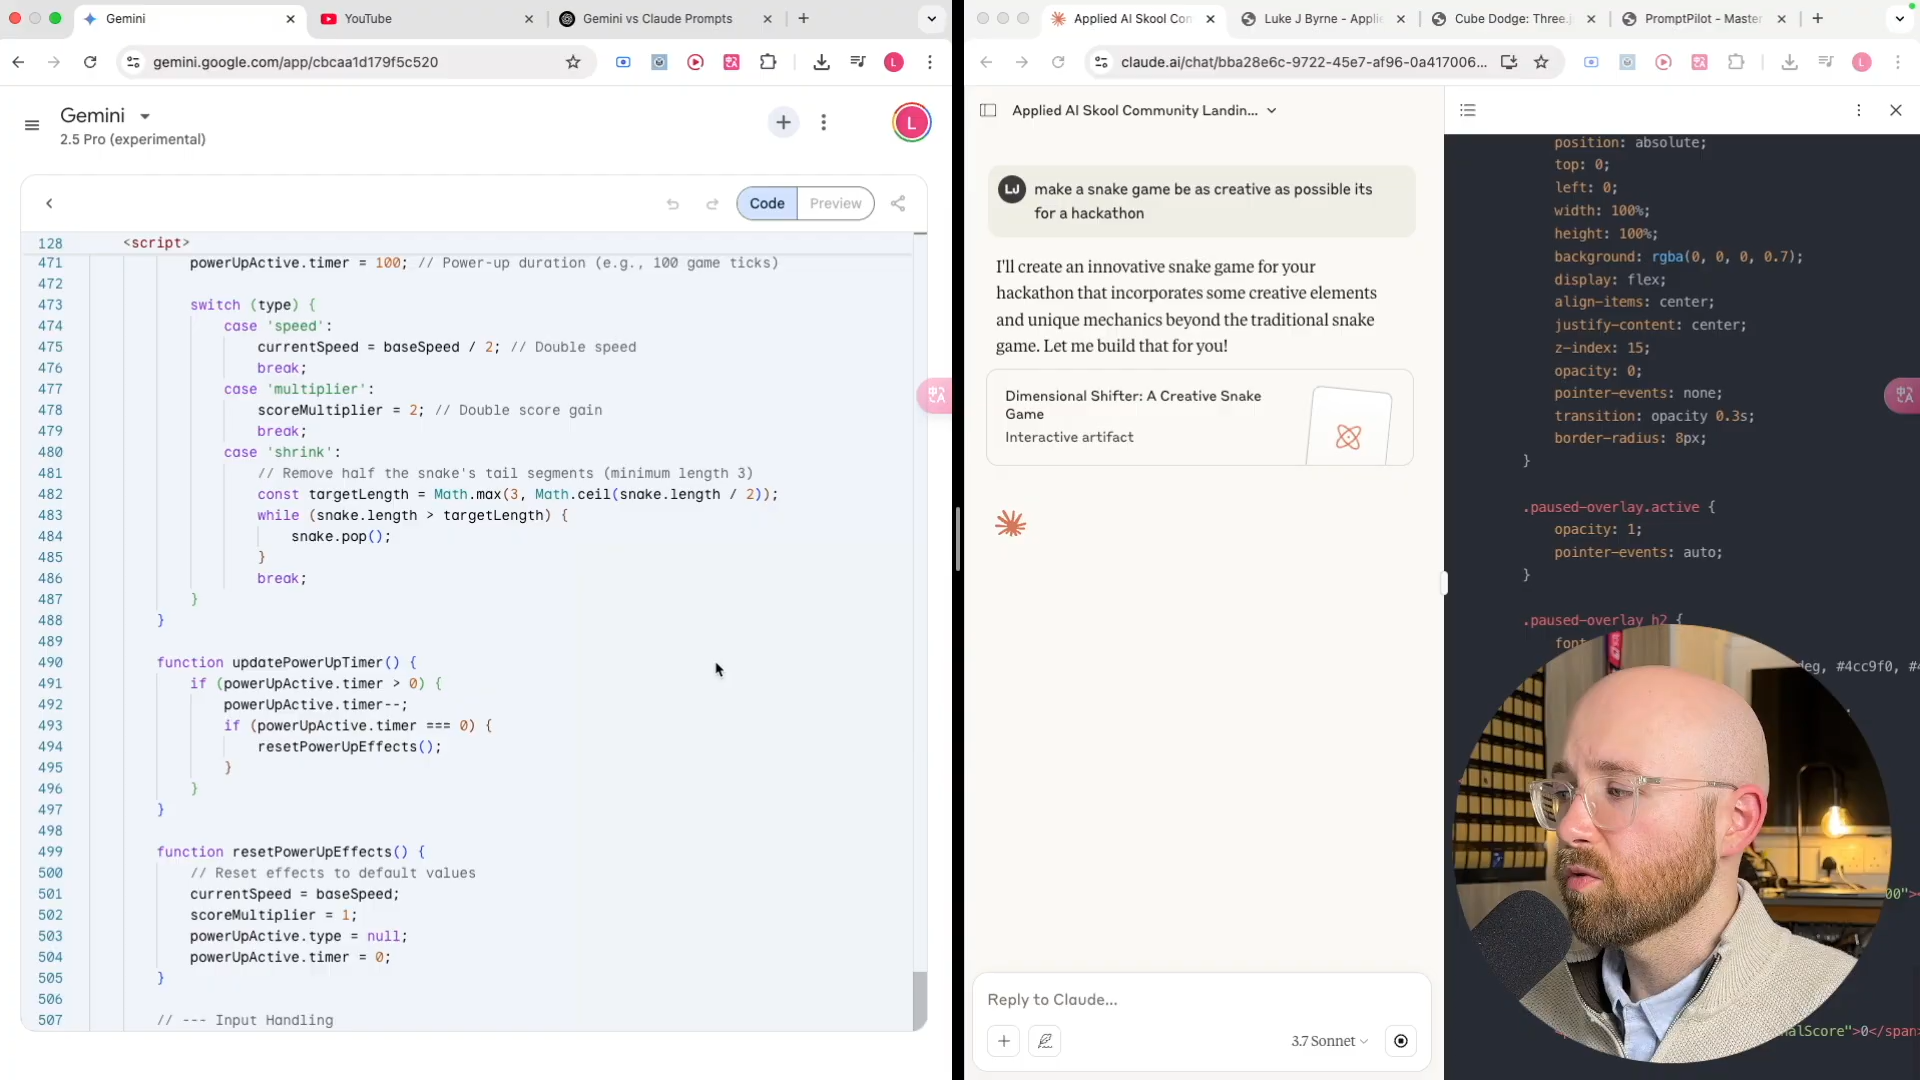 Gemini
YouTube
Gemini vs Claude Prompts
gemini.google.com/app/cbcaa1d179f5c520
L
Gemini
2.5 Pro (experimental)
L
Code
Preview
128 <script>
471 powerUpActive.timer = 100; // Power-up duration (e.g., 100 game ticks)
472
473 switch (type) {
474 case 'speed':
475 currentSpeed = baseSpeed / 2; // Double speed
476 break;
477 case 'multiplier':
478 scoreMultiplier = 2; // Double score gain
479 break;
480 case 'shrink':
481 // Remove half the snake's tail segments (minimum length 3)
482 const targetLength = Math.max(3, Math.ceil(snake.length / 2));
483 while (snake.length > targetLength) {
484 snake.pop();
485 }
486 break;
487 }
488 }
489
490 function updatePowerUpTimer() {
491 if (powerUpActive.timer > 0) {
492 powerUpActive.timer--;
493 if (powerUpActive.timer === 0) {
494 resetPowerUpEffects();
495 }
496 }
497 }
498
499 function resetPowerUpEffects() {
500 // Reset effects to default values
501 currentSpeed = baseSpeed;
502 scoreMultiplier = 1;
503 powerUpActive.type = null;
504 powerUpActive.timer = 0;
505 }
506
507 // --- Input Handling
Applied AI Skool Con
Luke J Byrne - Appli
Cube Dodge: Three.j
PromptPilot - Master
claude.ai/chat/bba28e6c-9722-45e7-af96-0a417006...
L
Applied AI Skool Community Landin...
LJ
make a snake game be as creative as possible its
for a hackathon
I'll create an innovative snake game for your
hackathon that incorporates some creative elements
and unique mechanics beyond the traditional snake
game. Let me build that for you!
Dimensional Shifter: A Creative Snake
Game
Interactive artifact
Reply to Claude...
3.7 Sonnet
position: absolute;
top: 0;
left: 0;
width: 100%;
height: 100%;
background: rgba(0, 0, 0, 0.7);
display: flex;
align-items: center;
justify-content: center;
z-index: 15;
opacity: 0;
pointer-events: none;
transition: opacity 0.3s;
border-radius: 8px;
}
.paused-overlay.active {
opacity: 1;
pointer-events: auto;
}
.paused-overlay h2 {
font
deg, #4cc9f0, #4
00">
alScore">0</span